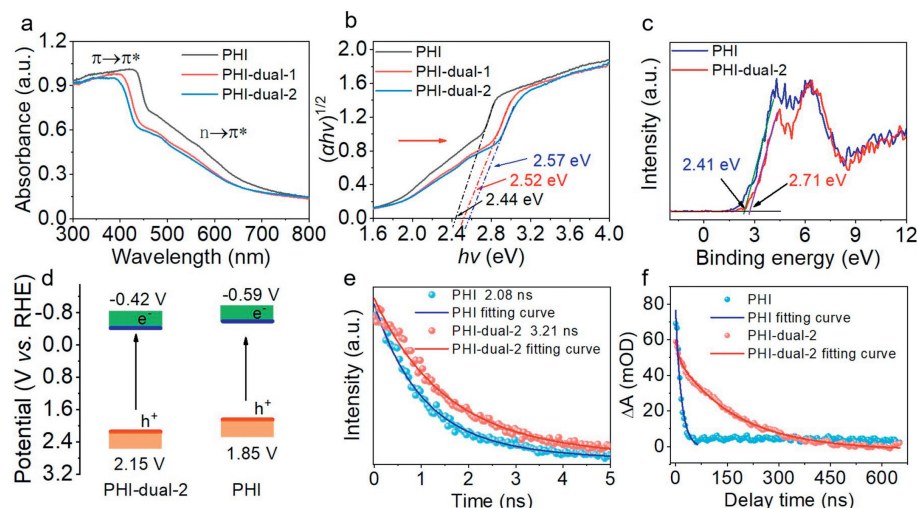 a
Absorbance (a.u.)
1.2
0.9
0.6
0.3
0.0
π→π*
PHI
PHI-dual-1
PHI-dual-2
n→π*
300 400 500 600 700 800
Wavelength (nm)
b
(αhν)1/2
2.0
1.6
1.2
0.8
0.4
0.0
PHI
PHI-dual-1
PHI-dual-2
2.57 eV
2.52 eV
2.44 eV
1.6 2.0 2.4 2.8 3.2 3.6 4.0
hν (eV)
c
Intensity (a.u.)
PHI
PHI-dual-2
2.41 eV
2.71 eV
0 3 6 9 12
Binding energy (eV)
d
Potential (V vs. RHE)
-0.8
0.0
0.8
1.6
2.4
3.2
-0.42 V
-0.59 V
e-
e-
h+
h+
2.15 V
1.85 V
PHI-dual-2
PHI
e
Intensity (a.u.)
PHI 2.08 ns
PHI fitting curve
PHI-dual-2 3.21 ns
PHI-dual-2 fitting curve
0 1 2 3 4 5
Time (ns)
f
ΔA (mOD)
80
60
40
20
0
PHI
PHI fitting curve
PHI-dual-2
PHI-dual-2 fitting curve
0 100 200 300 400 500 600
Delay time (ns)